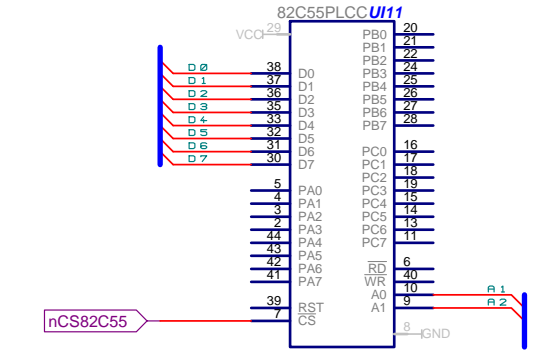 82C55PLCC UI11
VCC 29
PB0 20
PB1 21
PB2 22
PB3 24
PB4 25
PB5 26
PB6 27
PB7 28
D0 38 D0
D1 37 D1
D2 36 D2
D3 35 D3
D4 33 D4
D5 32 D5
D6 31 D6
D7 30 D7
PC0 16
PC1 17
PC2 18
PC3 19
PC4 15
PC5 14
PC6 13
PC7 11
5 PA0
4 PA1
3 PA2
2 PA3
44 PA4
43 PA5
42 PA6
41 PA7
RD 6
WR 40
A0 10 A1
A1 9 A2
39 RST
nCS82C55 7 CS
8 GND